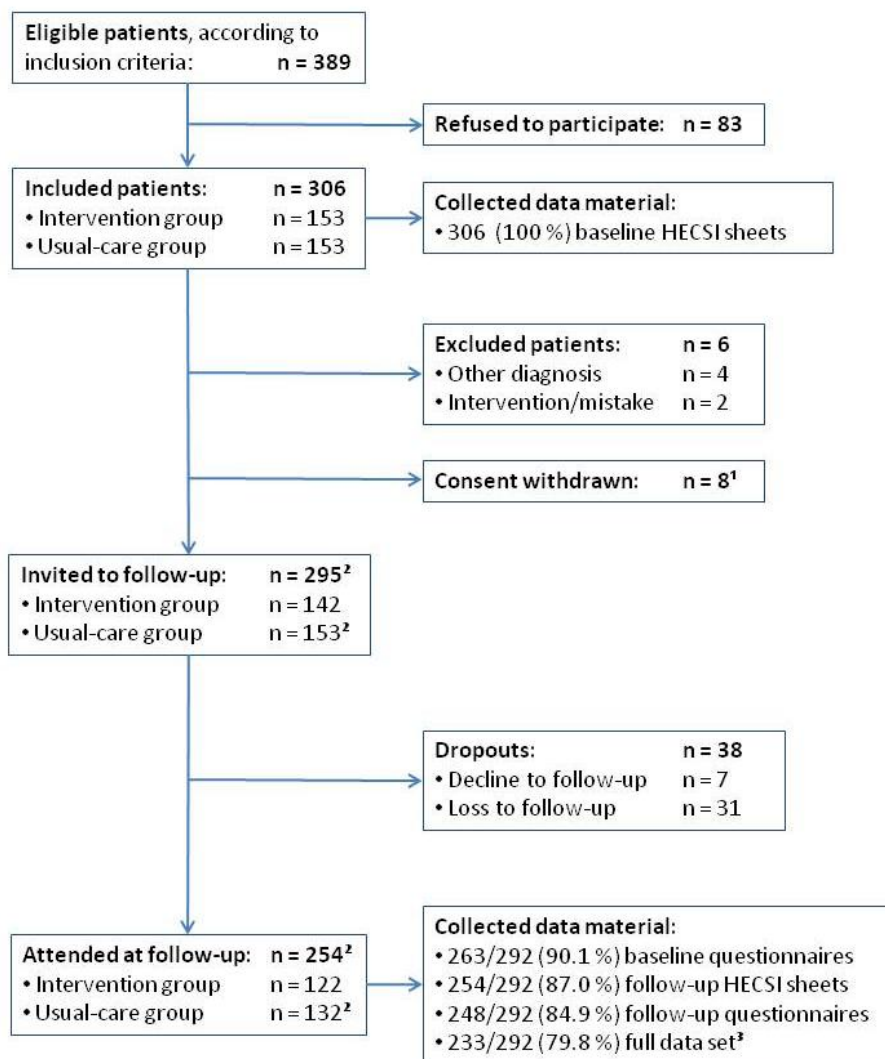 Eligible patients, according to
inclusion criteria: n = 389
Refused to participate: n = 83
Included patients: n = 306
• Intervention group n = 153
• Usual-care group n = 153
Collected data material:
• 306 (100 %) baseline HECSI sheets
Excluded patients: n = 6
• Other diagnosis n = 4
• Intervention/mistake n = 2
Consent withdrawn: n = 8¹
Invited to follow-up: n = 295²
• Intervention group n = 142
• Usual-care group n = 153²
Dropouts: n = 38
• Decline to follow-up n = 7
• Loss to follow-up n = 31
Attended at follow-up: n = 254²
• Intervention group n = 122
• Usual-care group n = 132²
Collected data material:
• 263/292 (90.1 %) baseline questionnaires
• 254/292 (87.0 %) follow-up HECSI sheets
• 248/292 (84.9 %) follow-up questionnaires
• 233/292 (79.8 %) full data set³